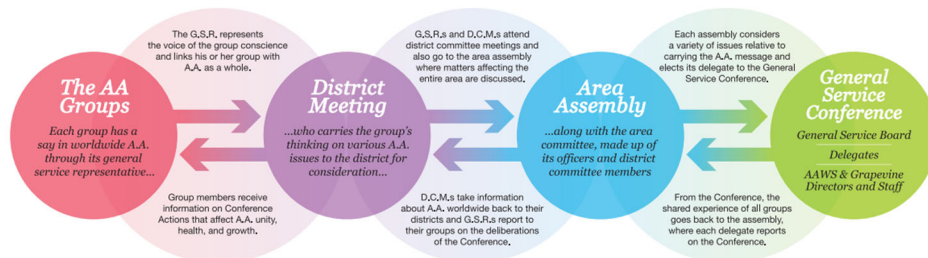 The G.S.R. represents
the voice of the group conscience
and links his or her group with
A.A. as a whole.
G.S.R.s and D.C.M.s attend
district committee meetings and
also go to the area assembly
where matters affecting the
entire area are discussed.
Each assembly considers
a variety of issues relative to
carrying the A.A. message and
elects its delegate to the General
Service Conference.
The AA
Groups
Each group has a
say in worldwide A.A.
through its general
service representative...
District
Meeting
...who carries the group's
thinking on various A.A.
issues to the district for
consideration...
Area
Assembly
...along with the area
committee, made up of
its officers and district
committee members
General
Service
Conference
General Service Board
Delegates
AAWS & Grapevine
Directors and Staff
Group members receive
information on Conference
Actions that affect A.A. unity,
health, and growth.
D.C.M.s take information
about A.A. worldwide back to their
districts and G.S.R.s report to
their groups on the deliberations
of the Conference.
From the Conference, the
shared experience of all groups
goes back to the assembly,
where each delegate reports
on the Conference.